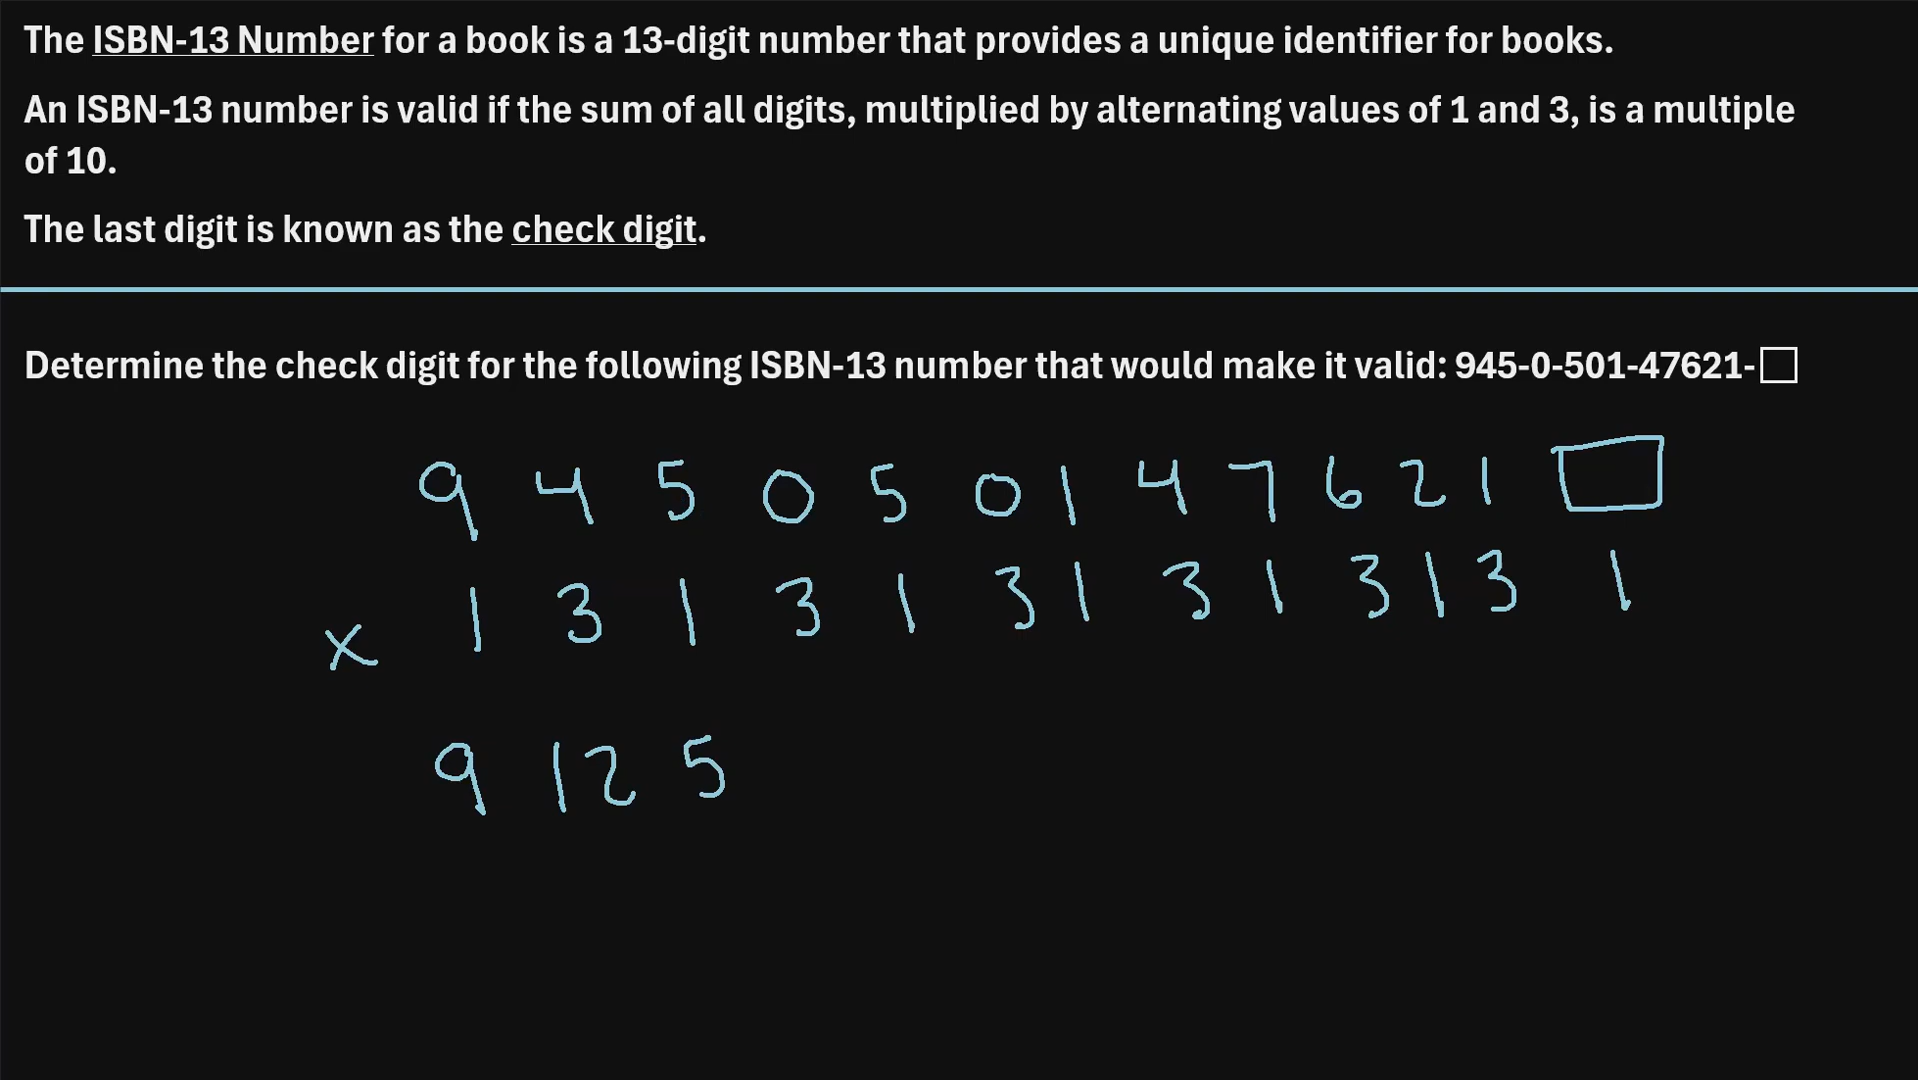 The ISBN-13 Number for a book is a 13-digit number that provides a unique identifier for books.
An ISBN-13 number is valid if the sum of all digits, multiplied by alternating values of 1 and 3, is a multiple
of 10.
The last digit is known as the check digit.
Determine the check digit for the following ISBN-13 number that would make it valid: 945-0-501-47621-□
9 4 5 0 5 0 1 4 7 6 2 1 □
x 1 3 1 3 1 3 1 3 1 3 1 3 1
9 12 5